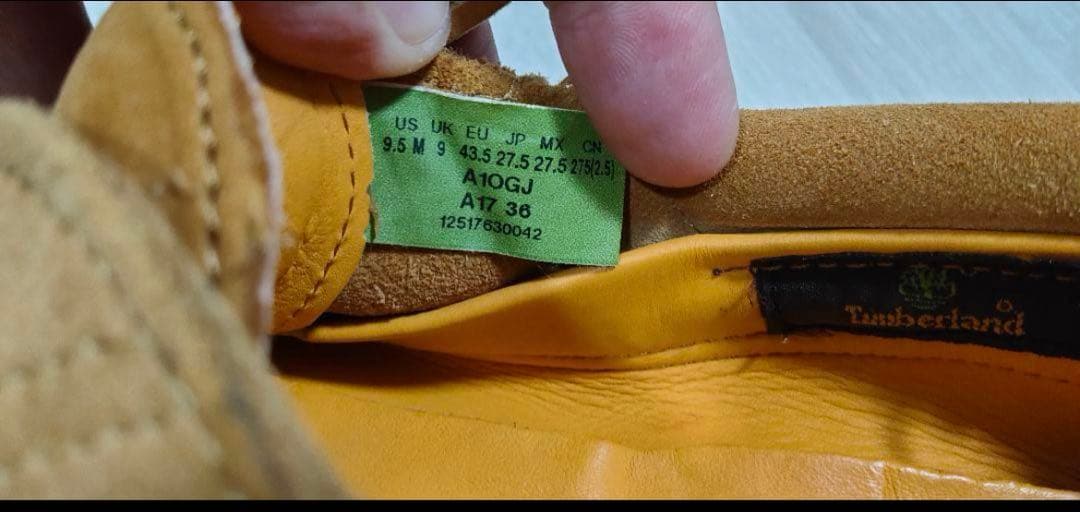 US UK EU JP MX CN
9.5 M 9 43.5 27.5 27.5 275(2.5)
A1OGJ
A17 36
12517630042
Timberland